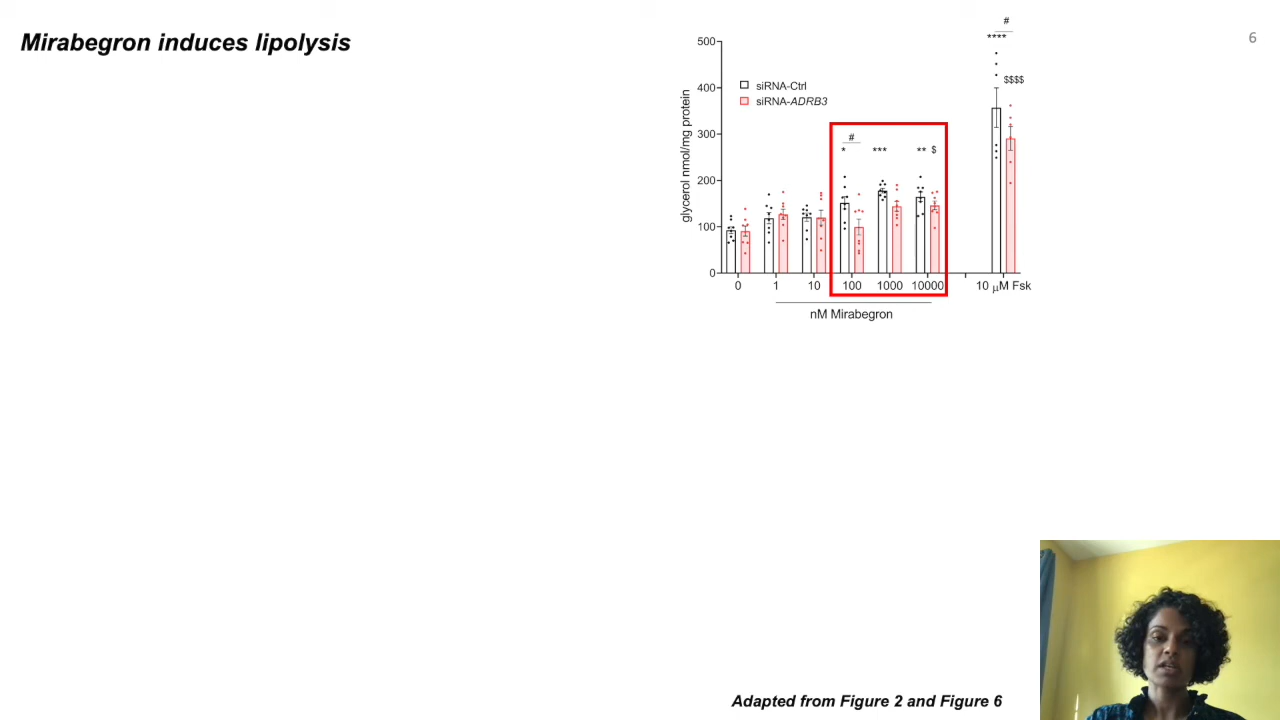 Mirabegron induces lipolysis
6
#
****
$$$$
500
400
300
200
100
0
glycerol nmol/mg protein
siRNA-Ctrl
siRNA-ADRB3
#
* *** ** $
0 1 10 100 1000 10000 10 μM Fsk
nM Mirabegron
Adapted from Figure 2 and Figure 6